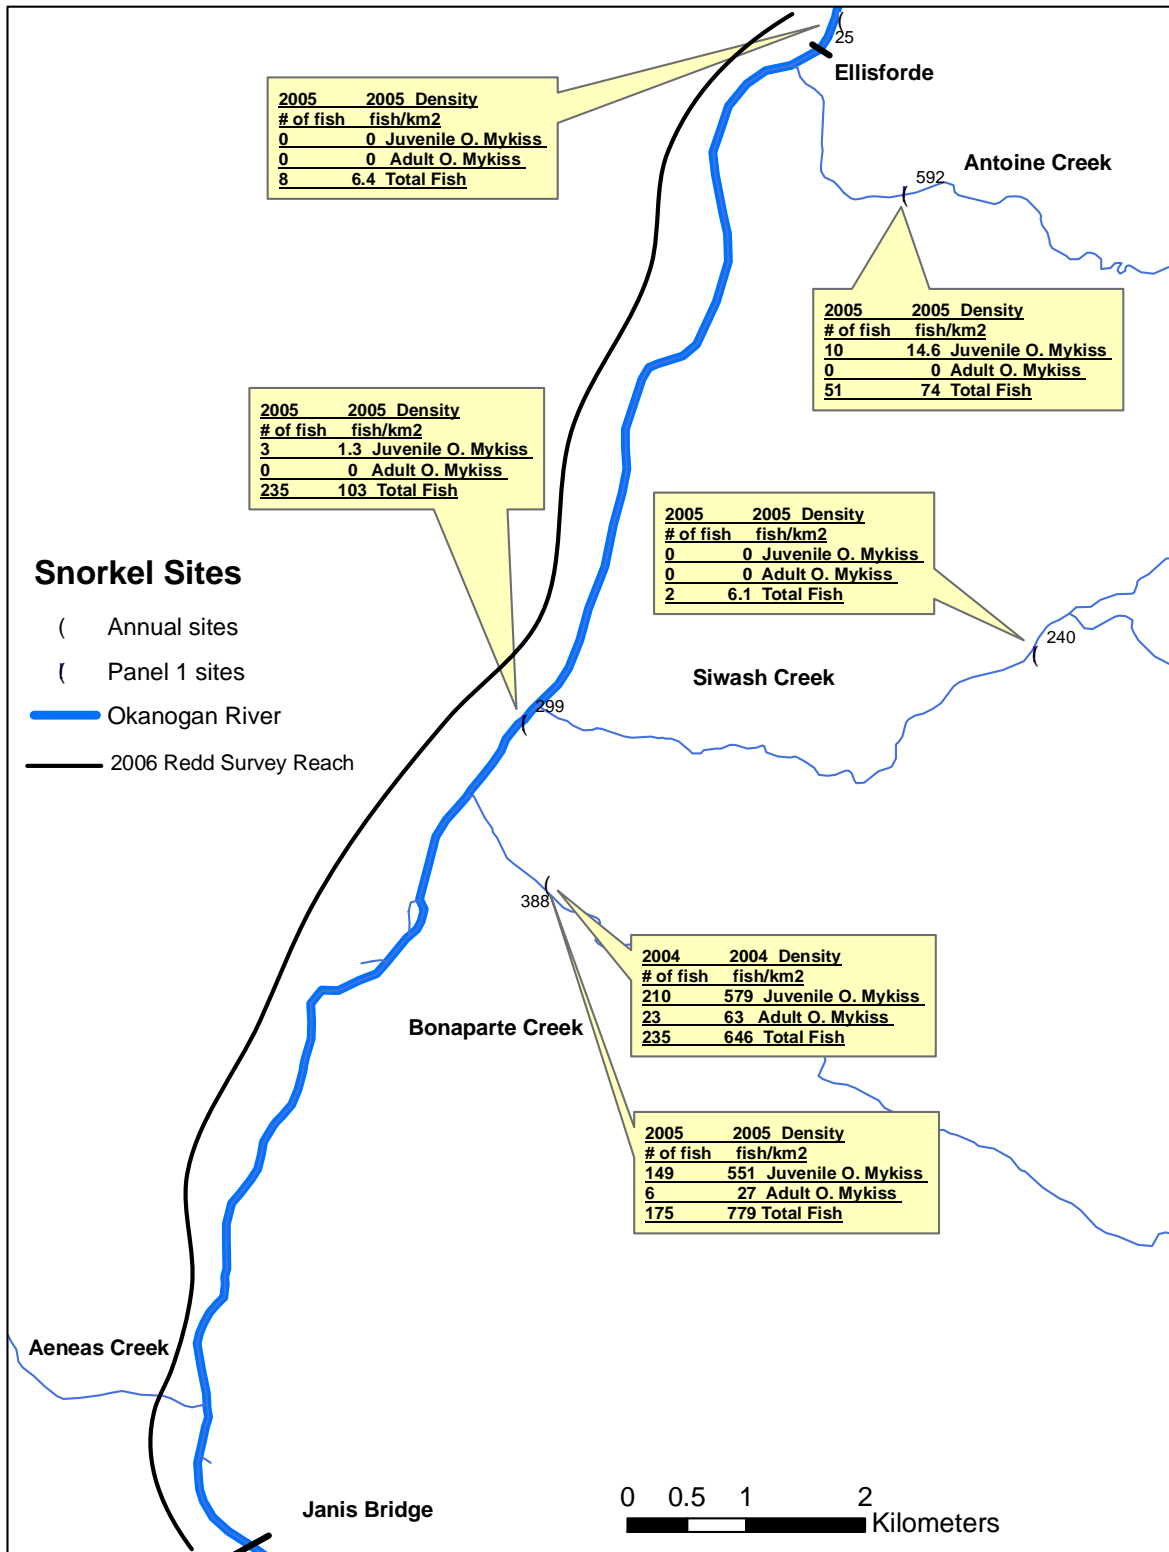 25
Ellisforde
2005 2005 Density
# of fish fish/km2
0 0 Juvenile O. Mykiss
0 0 Adult O. Mykiss
8 6.4 Total Fish
Antoine Creek
592
2005 2005 Density
# of fish fish/km2
10 14.6 Juvenile O. Mykiss
0 0 Adult O. Mykiss
51 74 Total Fish
2005 2005 Density
# of fish fish/km2
3 1.3 Juvenile O. Mykiss
0 0 Adult O. Mykiss
235 103 Total Fish
2005 2005 Density
# of fish fish/km2
0 0 Juvenile O. Mykiss
0 0 Adult O. Mykiss
2 6.1 Total Fish
Snorkel Sites
Annual sites
Panel 1 sites
Okanogan River
2006 Redd Survey Reach
240
Siwash Creek
299
388
2004 2004 Density
# of fish fish/km2
210 579 Juvenile O. Mykiss
23 63 Adult O. Mykiss
235 646 Total Fish
Bonaparte Creek
2005 2005 Density
# of fish fish/km2
149 551 Juvenile O. Mykiss
6 27 Adult O. Mykiss
175 779 Total Fish
Aeneas Creek
Janis Bridge
0 0.5 1 2
Kilometers